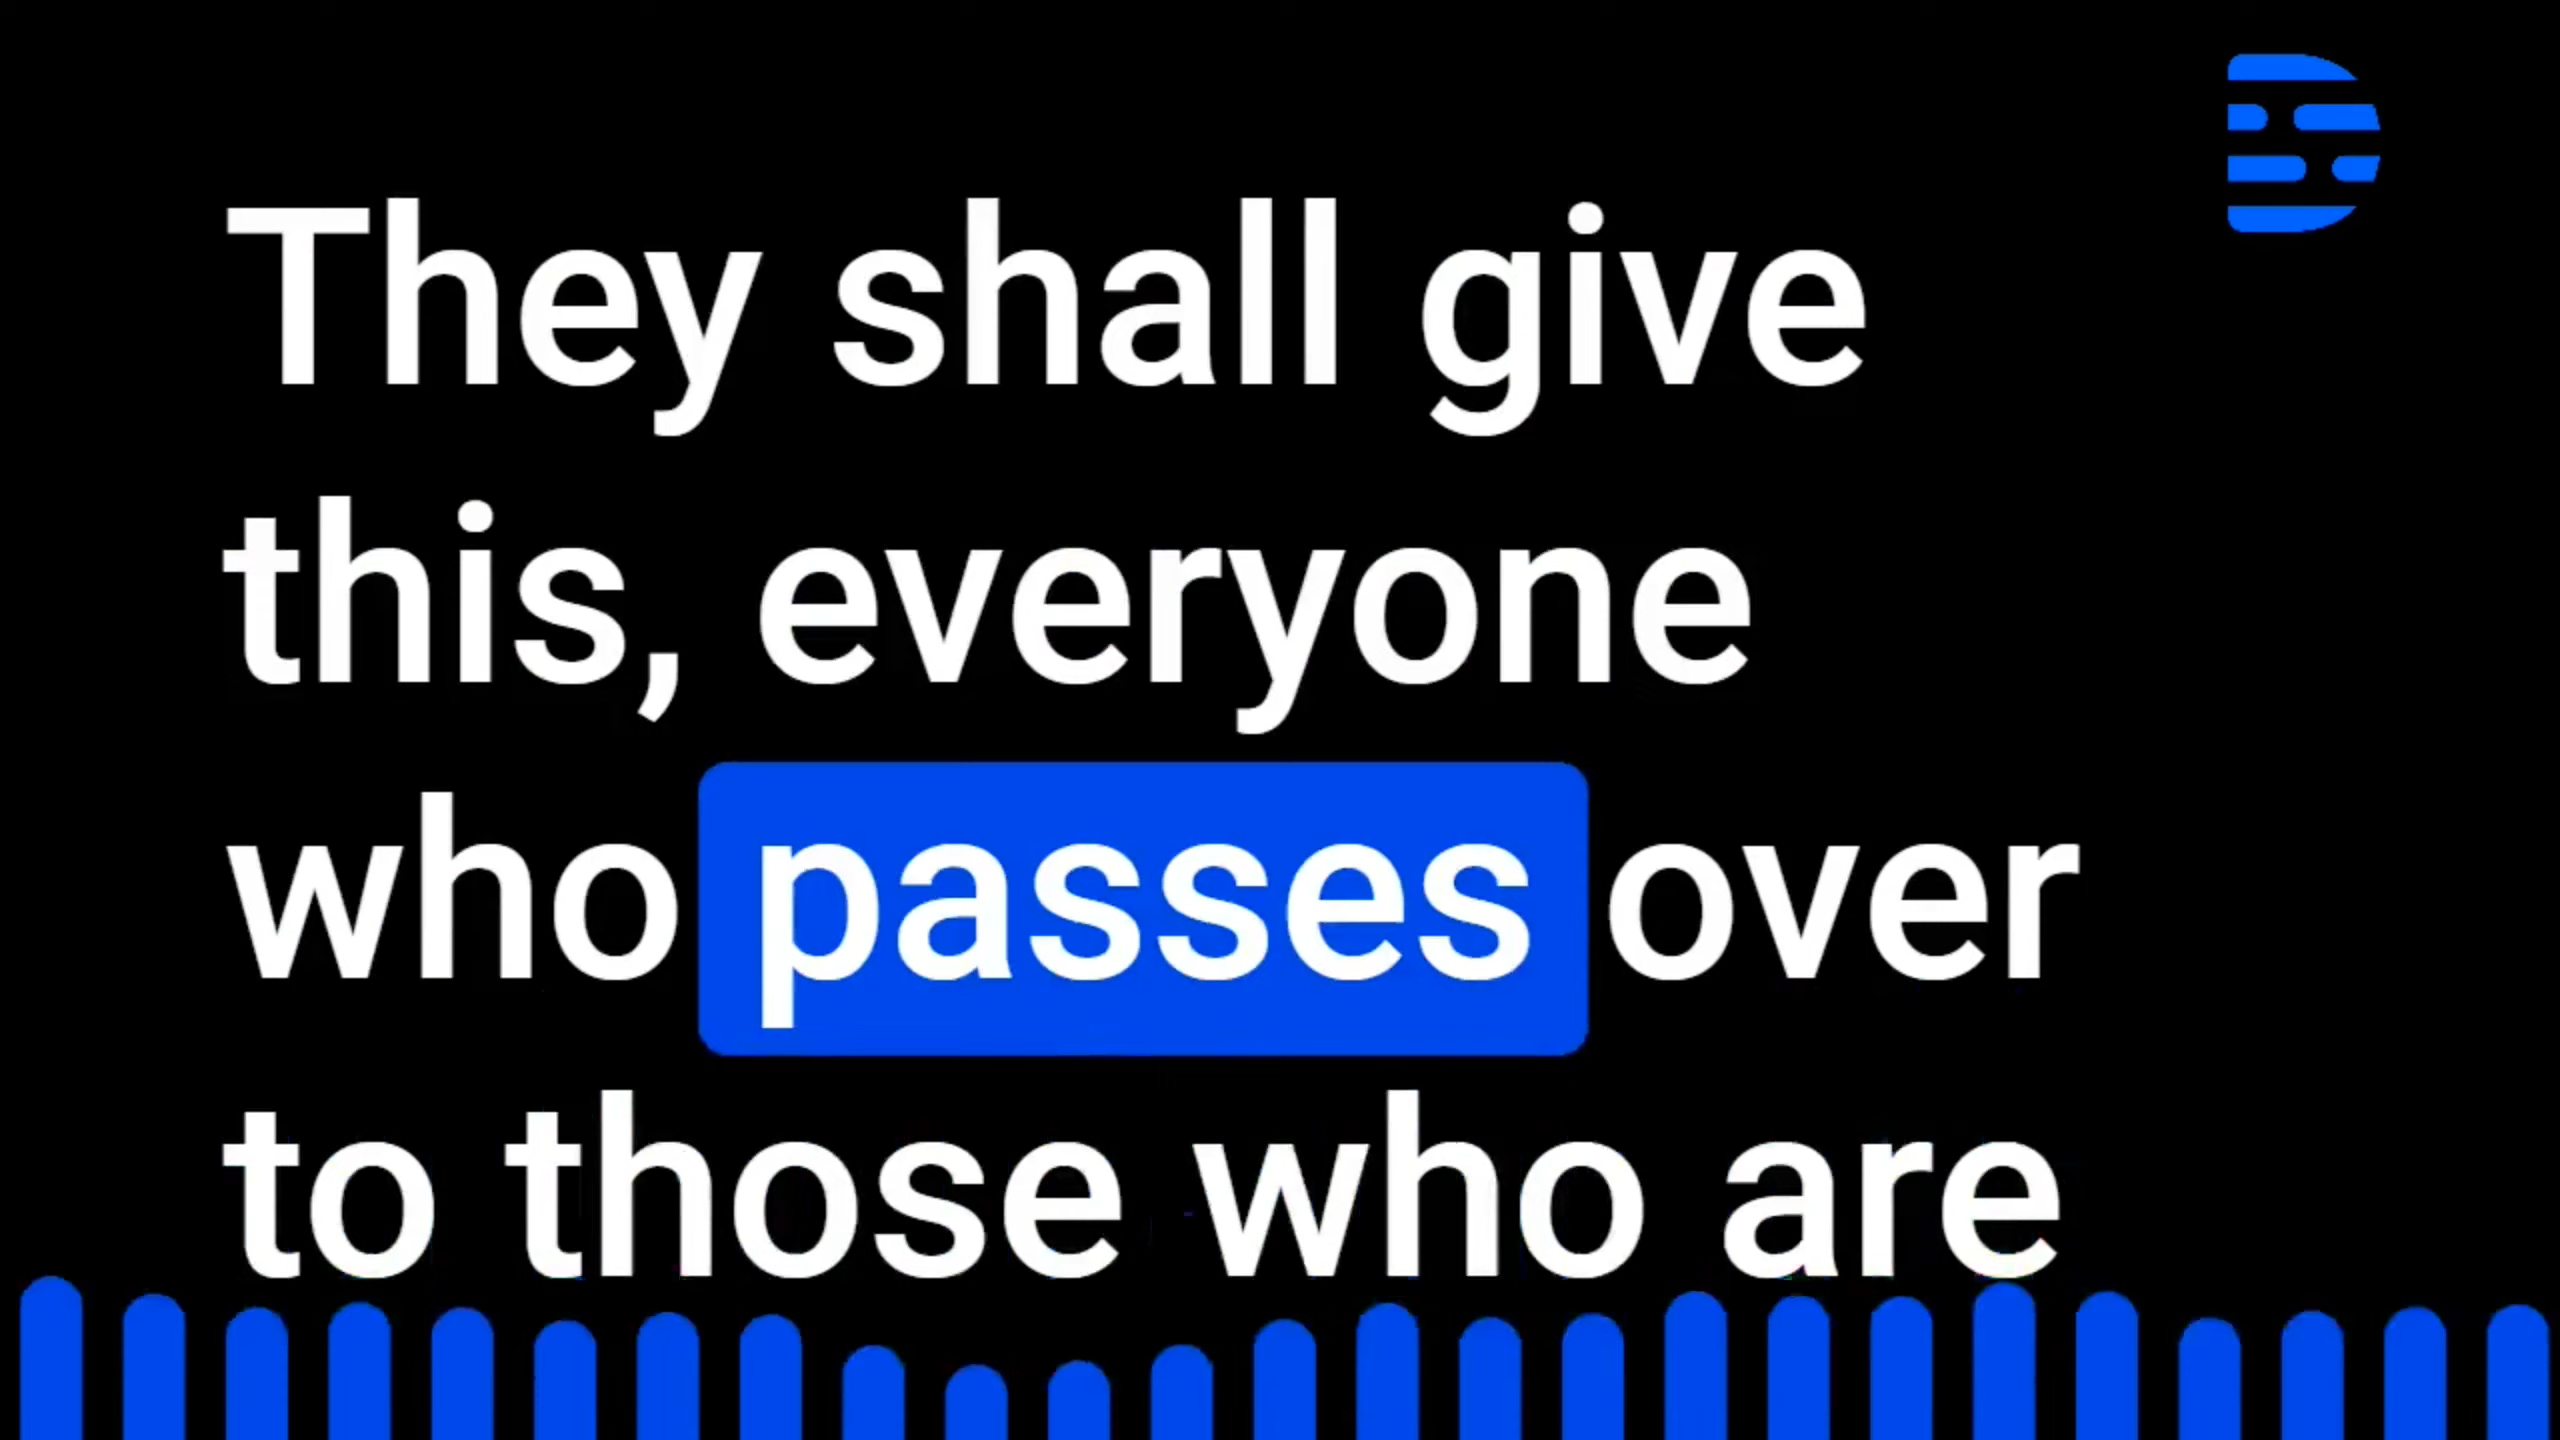 They shall give
this, everyone
who passes over
to those who are